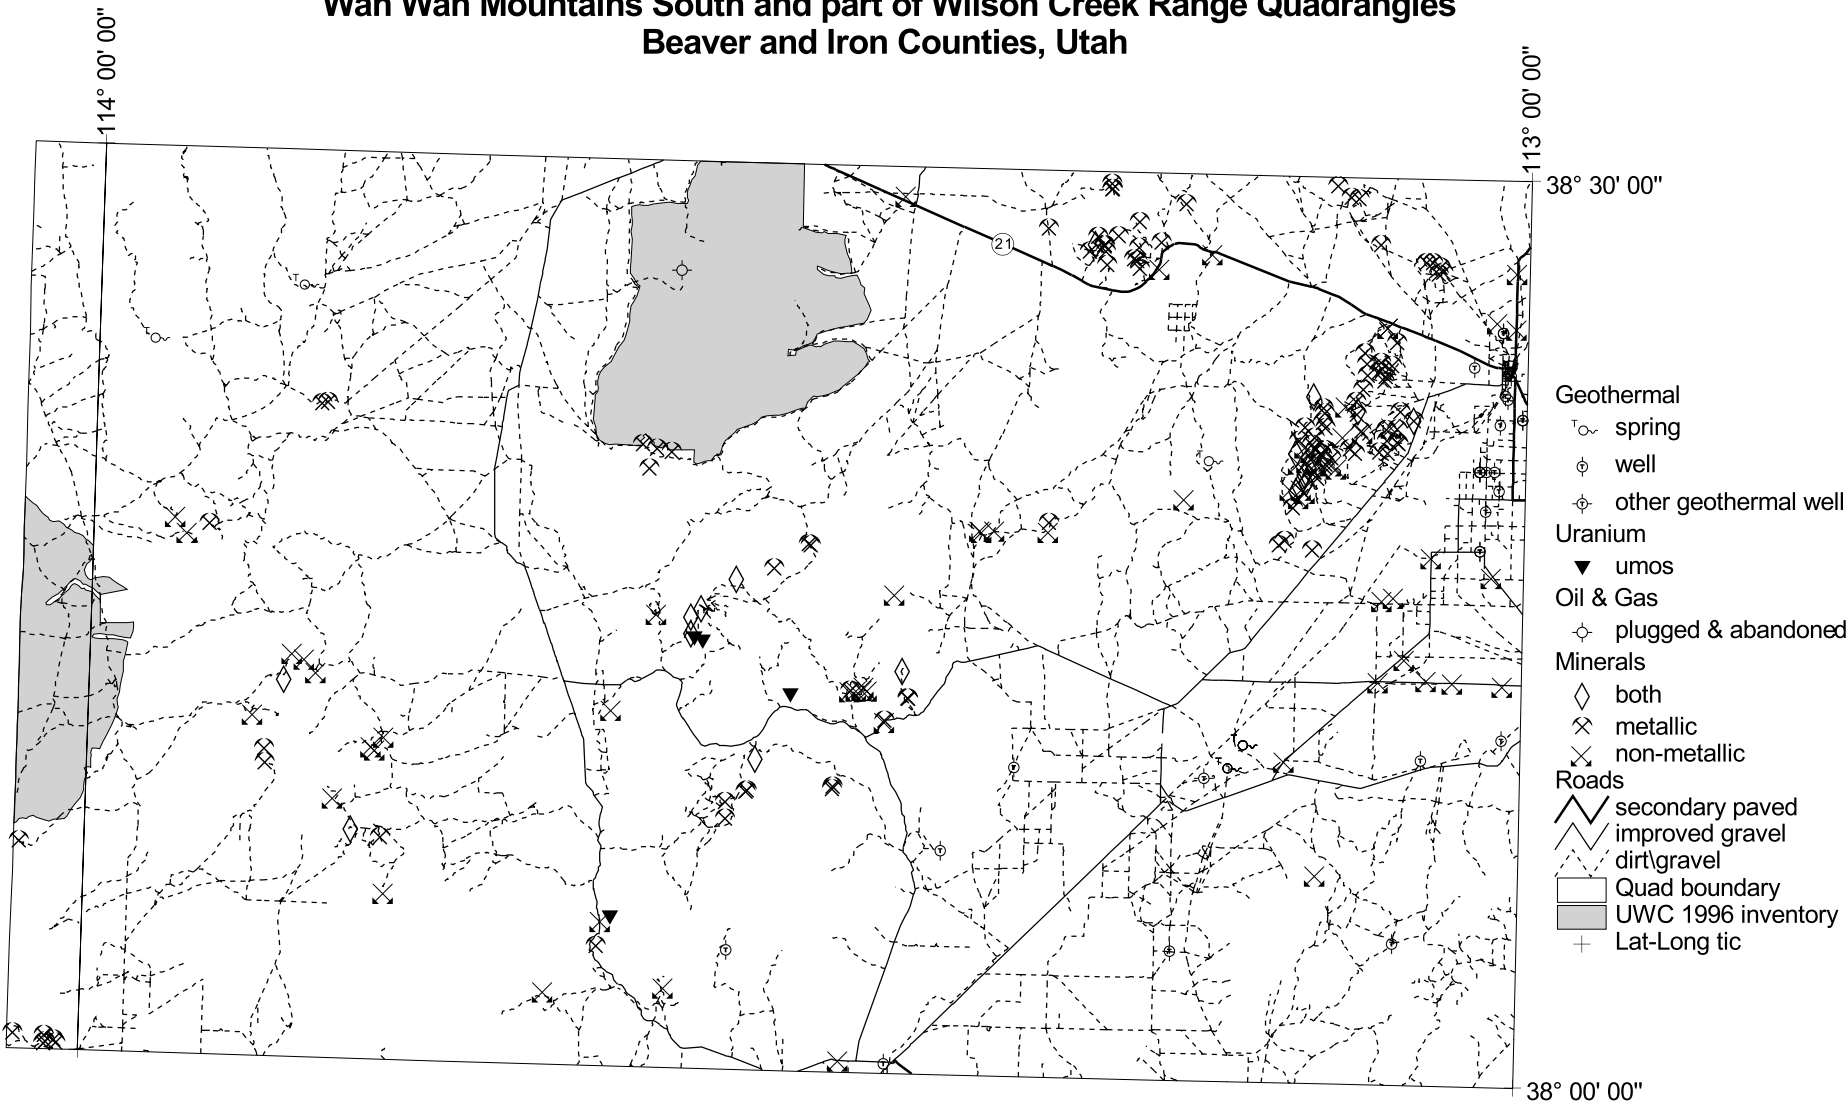 Wah Wah Mountains South and part of Wilson Creek Range Quadrangles
Beaver and Iron Counties, Utah
114° 00' 00"
113° 00' 00"
38° 30' 00"
21
Geothermal
spring
well
other geothermal well
Uranium
umos
Oil & Gas
plugged & abandoned
Minerals
both
metallic
non-metallic
Roads
secondary paved
improved gravel
dirt\gravel
Quad boundary
UWC 1996 inventory
Lat-Long tic
38° 00' 00"